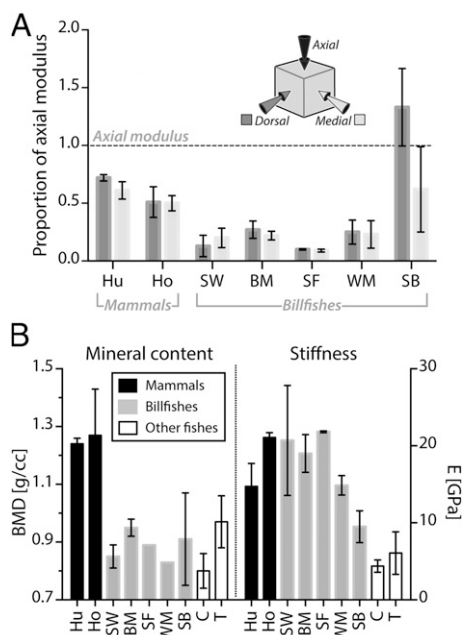 A
Proportion of axial modulus
2.0
1.5
1.0
0.5
0.0
Axial
Dorsal
Medial
Axial modulus
Hu Ho SW BM SF WM SB
Mammals Billfishes
B
Mineral content Stiffness
BMD [g/cc]
1.5
1.3
1.1
0.9
0.7
Mammals
Billfishes
Other fishes
30
20
10
0
E [GPa]
Hu Ho SW BM SF WM SB C T Hu Ho SW BM SF WM SB C T